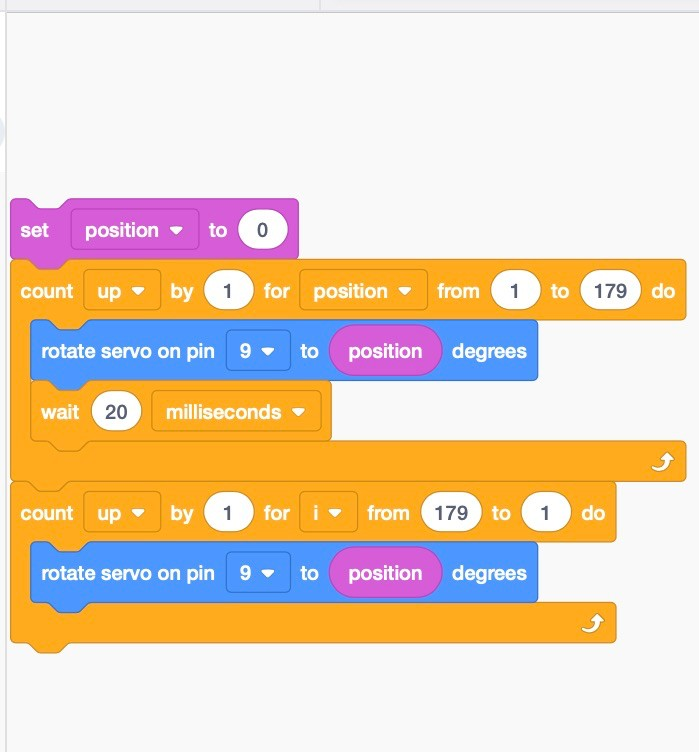 set position to 0
count up by 1 for position from 1 to 179 do
rotate servo on pin 9 to position degrees
wait 20 milliseconds
count up by 1 for i from 179 to 1 do
rotate servo on pin 9 to position degrees